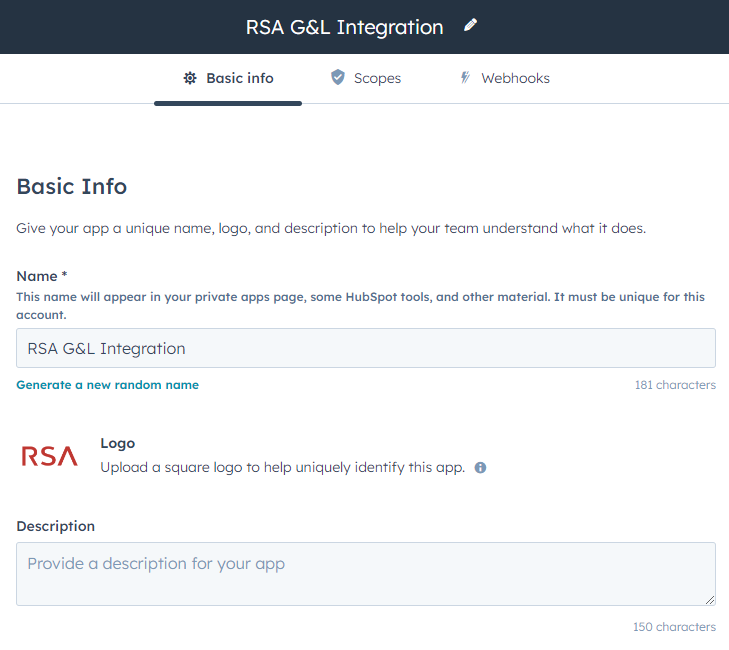 RSA G&L Integration
Basic info
Scopes
Webhooks
Basic Info
Give your app a unique name, logo, and description to help your team understand what it does.
Name *
This name will appear in your private apps page, some HubSpot tools, and other material. It must be unique for this
account.
RSA G&L Integration
Generate a new random name
181 characters
RSA
Logo
Upload a square logo to help uniquely identify this app.
Description
Provide a description for your app
150 characters